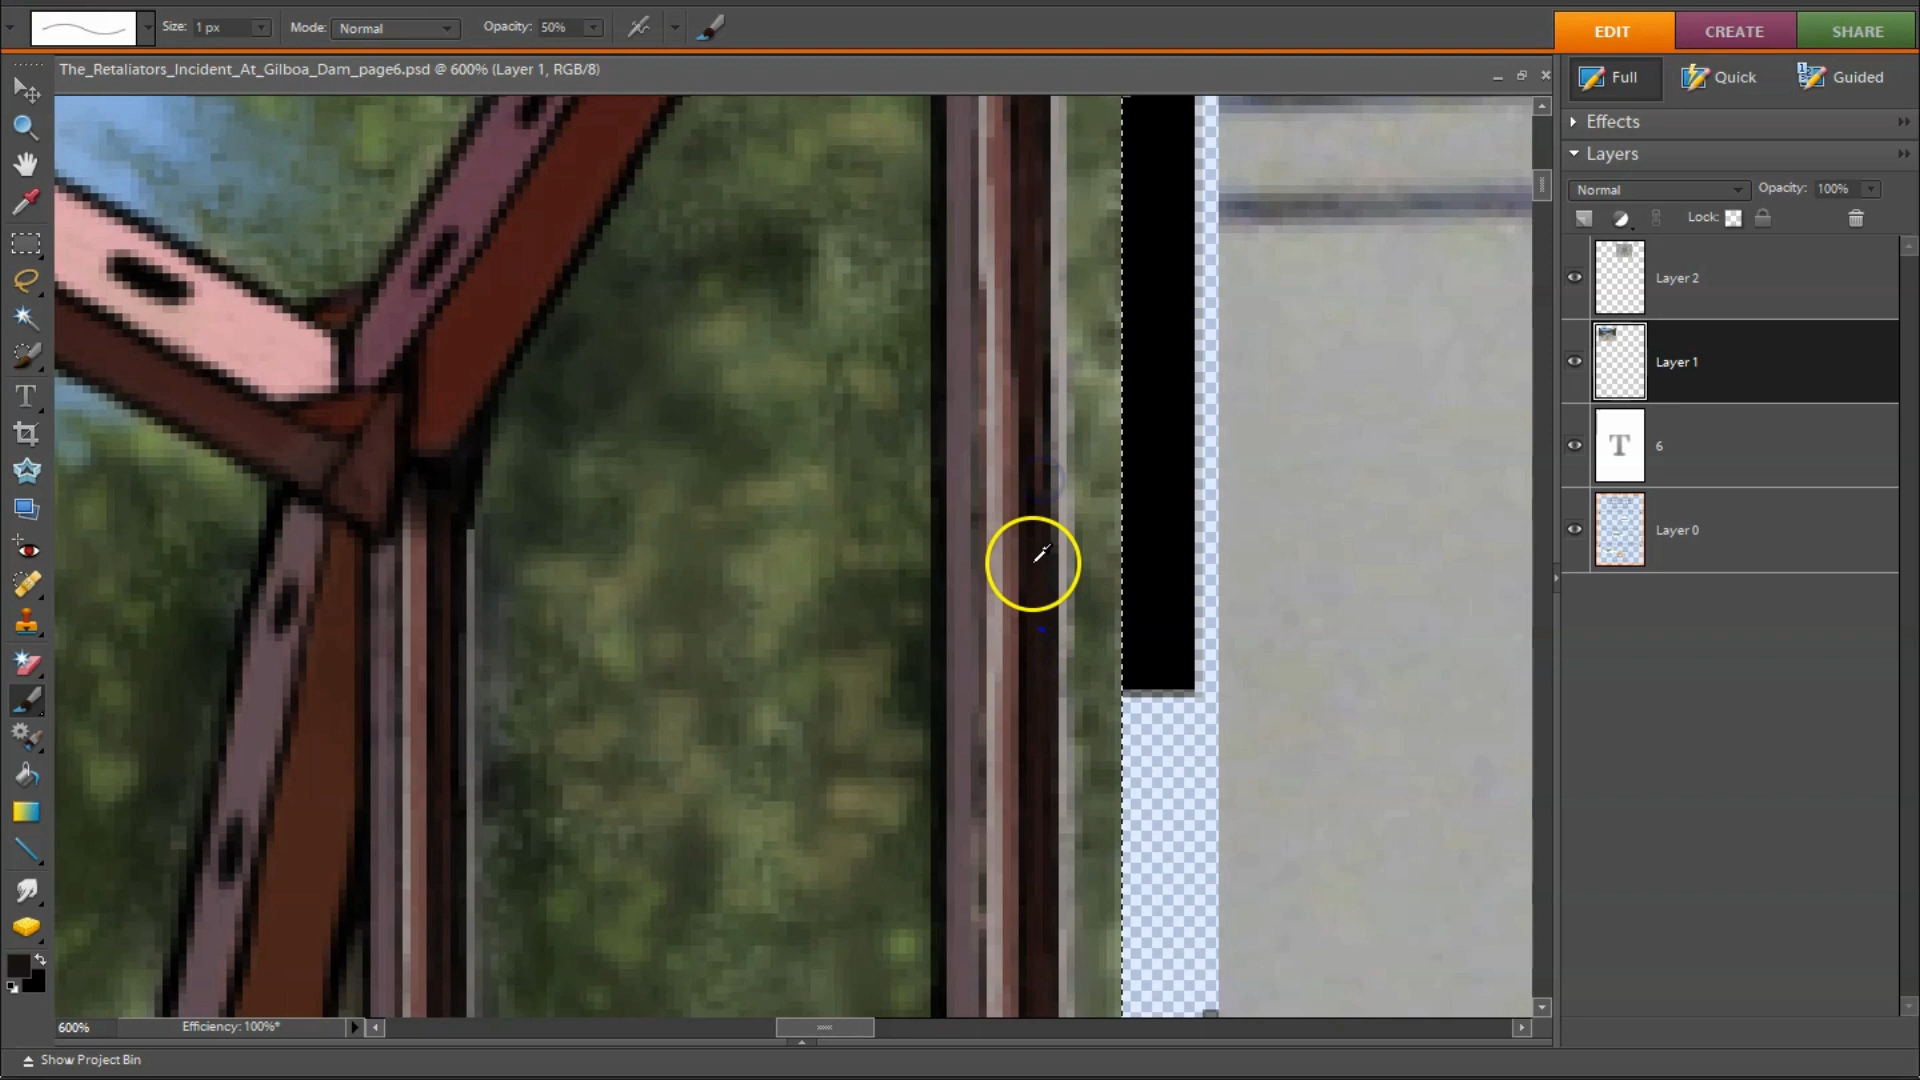 Size: 1 px Mode: Normal Opacity: 50% EDIT CREATE SHARE
The_Retaliators_Incident_At_Gilboa_Dam_page6.psd @ 600% (Layer 1, RGB/8)
Full Quick Guided
Effects
Layers
Normal Opacity: 100%
Lock:
Layer 2
Layer 1
T 6
Layer 0
T
600% Efficiency: 100%*
Show Project Bin